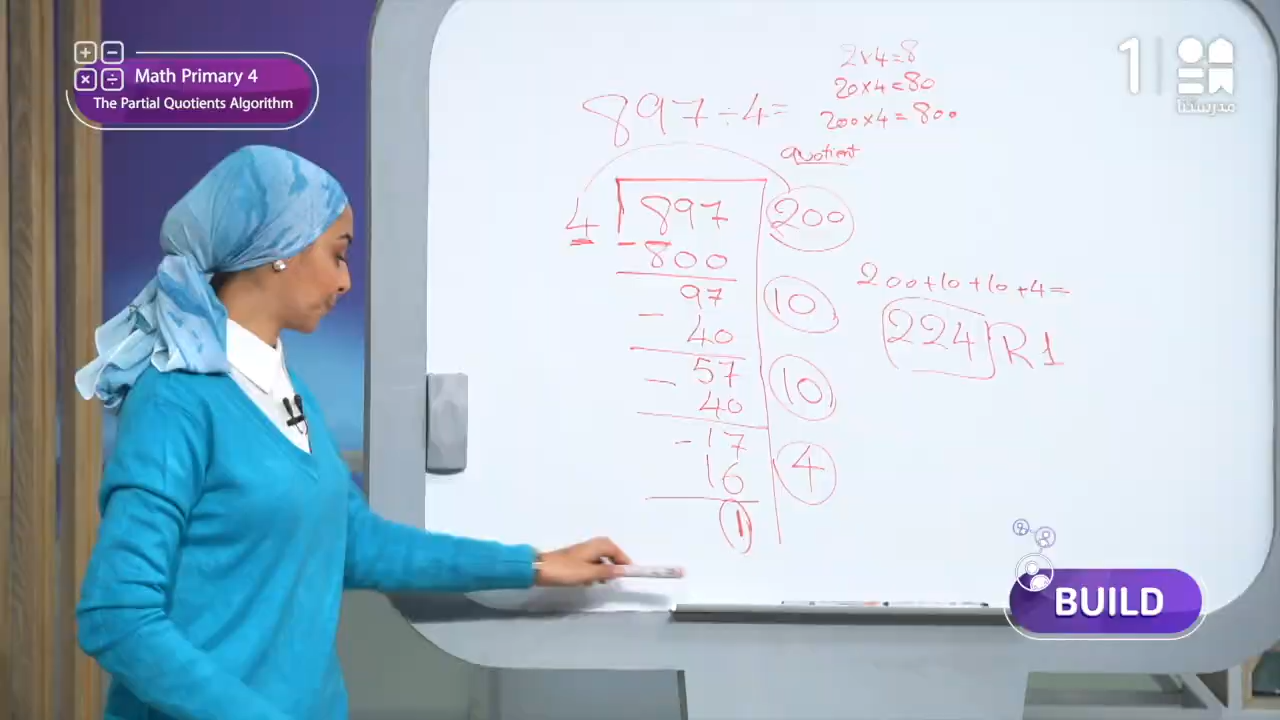 Math Primary 4
The Partial Quotients Algorithm
1
مدرستنا
2×4=8
20×4=80
200×4=800
897÷4=
quotient
4 897 200
-800
97 10
-
40
57 10
-
40
-17 4
16
1
200+10+10+4=
224 R1
BUILD